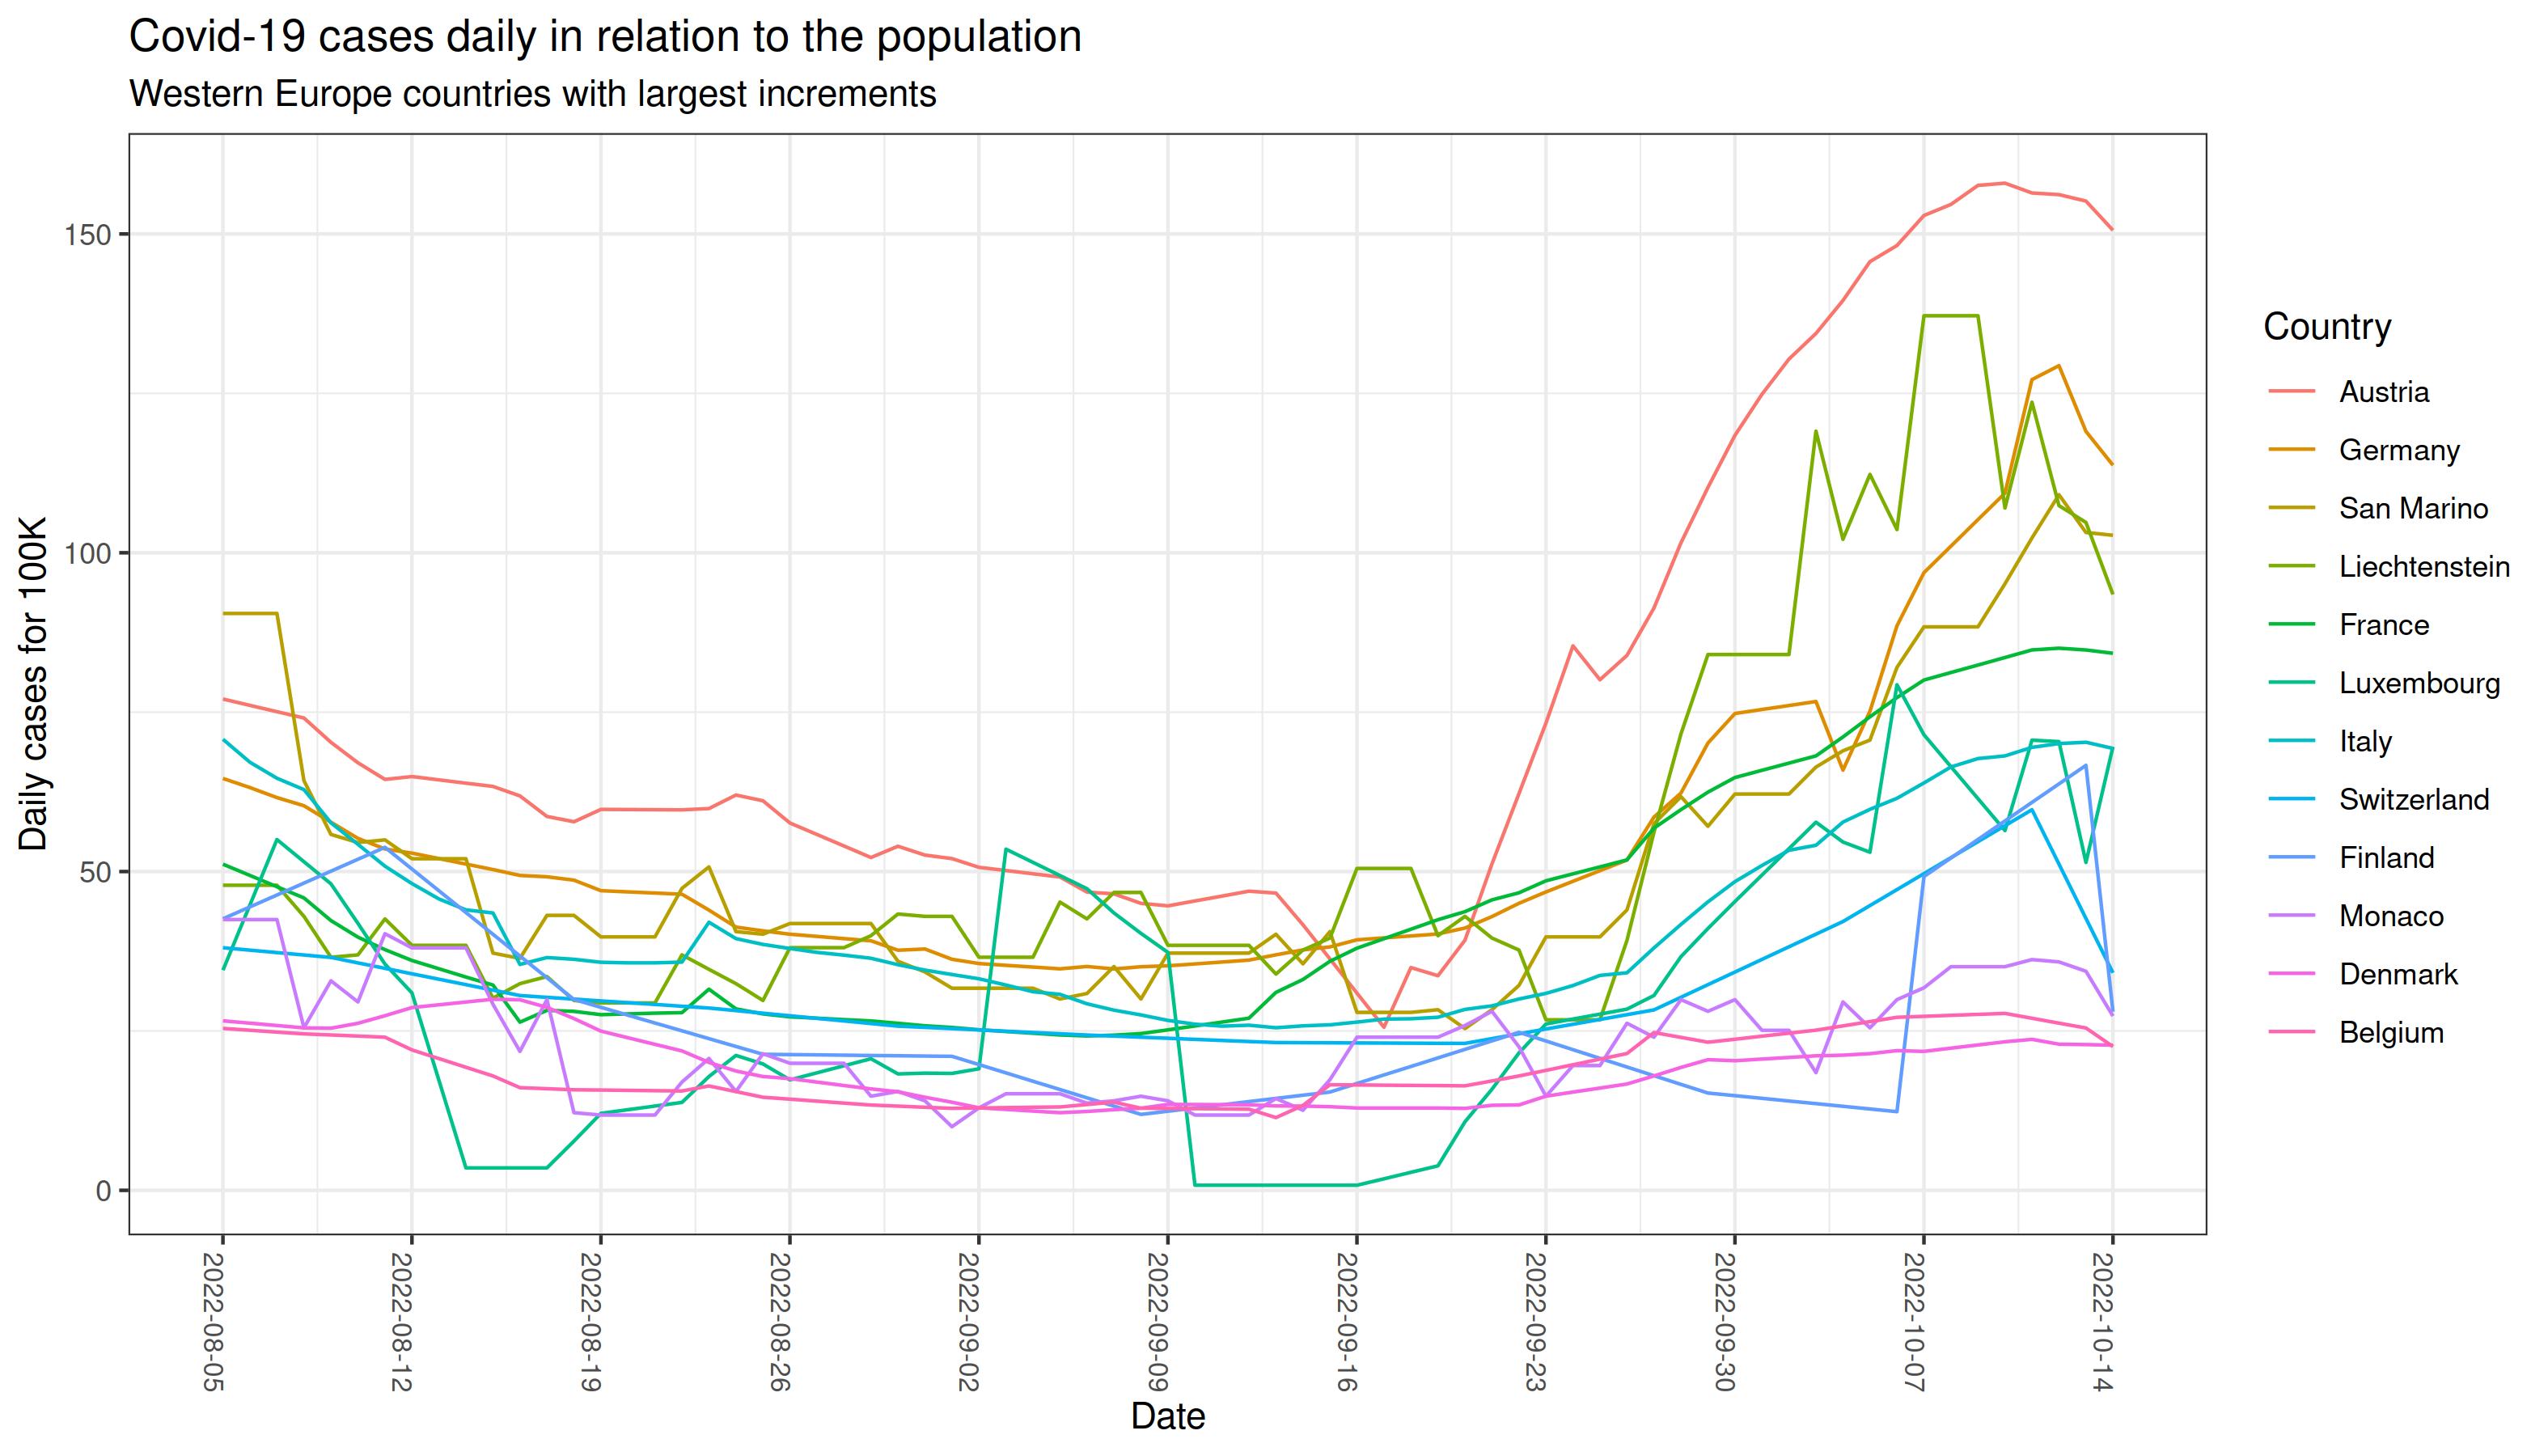 Covid-19 cases daily in relation to the population
Western Europe countries with largest increments
Daily cases for 100K
150
100
50
0
2022-08-05
2022-08-12
2022-08-19
2022-08-26
2022-09-02
2022-09-09
2022-09-16
2022-09-23
2022-09-30
2022-10-07
2022-10-14
Date
Country
Austria
Germany
San Marino
Liechtenstein
France
Luxembourg
Italy
Switzerland
Finland
Monaco
Denmark
Belgium